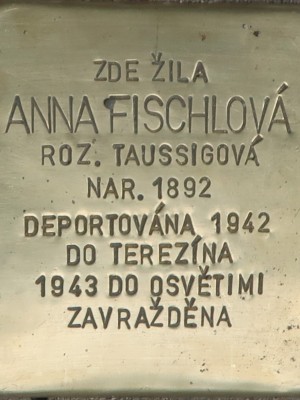 ZDE ŽILA
ANNA FISCHLOVÁ
ROZ. TAUSSIGOVÁ
NAR. 1892
DEPORTOVÁNA 1942
DO TEREZÍNA
1943 DO OSVĚTIMI
ZAVRAŽDĚNA